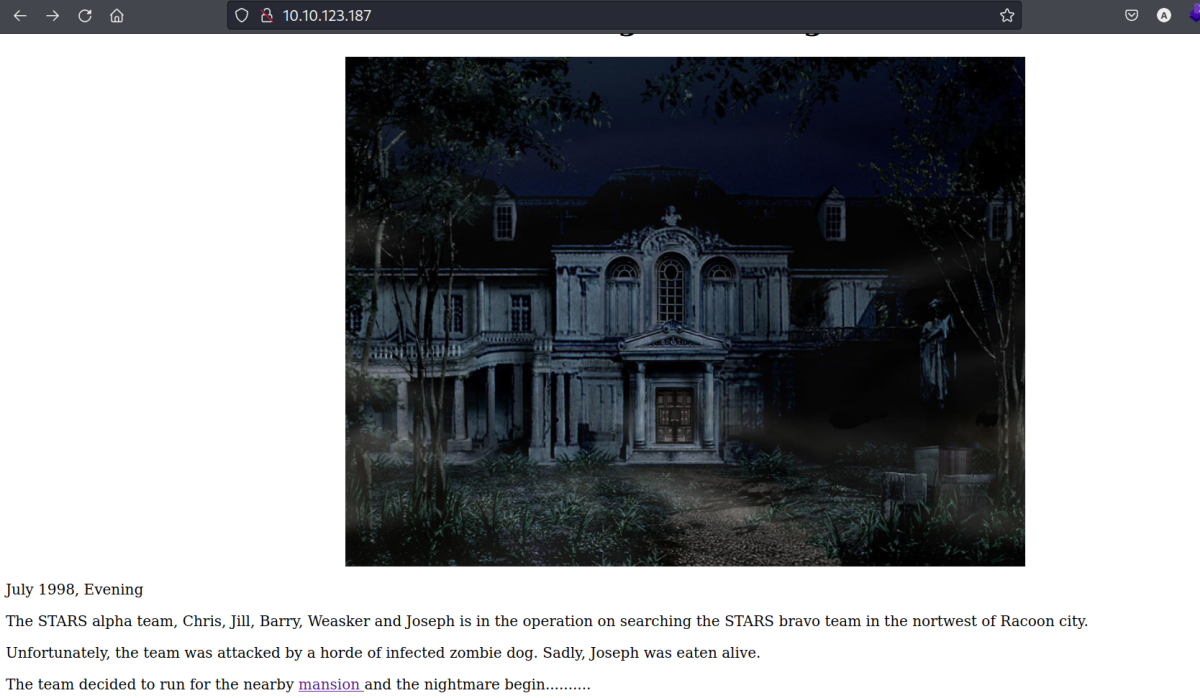 10.10.123.187
July 1998, Evening
The STARS alpha team, Chris, Jill, Barry, Weasker and Joseph is in the operation on searching the STARS bravo team in the nortwest of Racoon city.
Unfortunately, the team was attacked by a horde of infected zombie dog. Sadly, Joseph was eaten alive.
The team decided to run for the nearby mansion and the nightmare begin..........